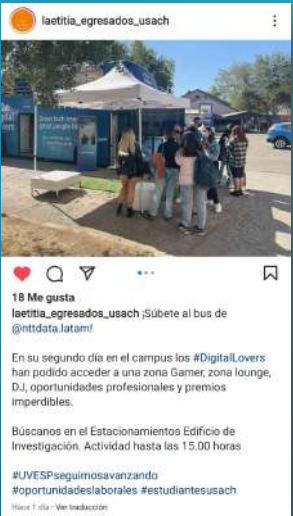 laetitia_egresados_usach
18 Me gusta
laetitia_egresados_usach ¡Súbete al bus de
@nttdata.latam!
En su segundo día en el campus los #DigitalLovers
han podido acceder a una zona Gamer, zona lounge,
DJ, oportunidades profesionales y premios
imperdibles.
Búscanos en el Estacionamientos Edificio de
Investigación. Actividad hasta las 15.00 horas
#UVESPseguimosavanzando
#oportunidadeslaborales #estudiantesusach
Hace 1 día · Ver traducción